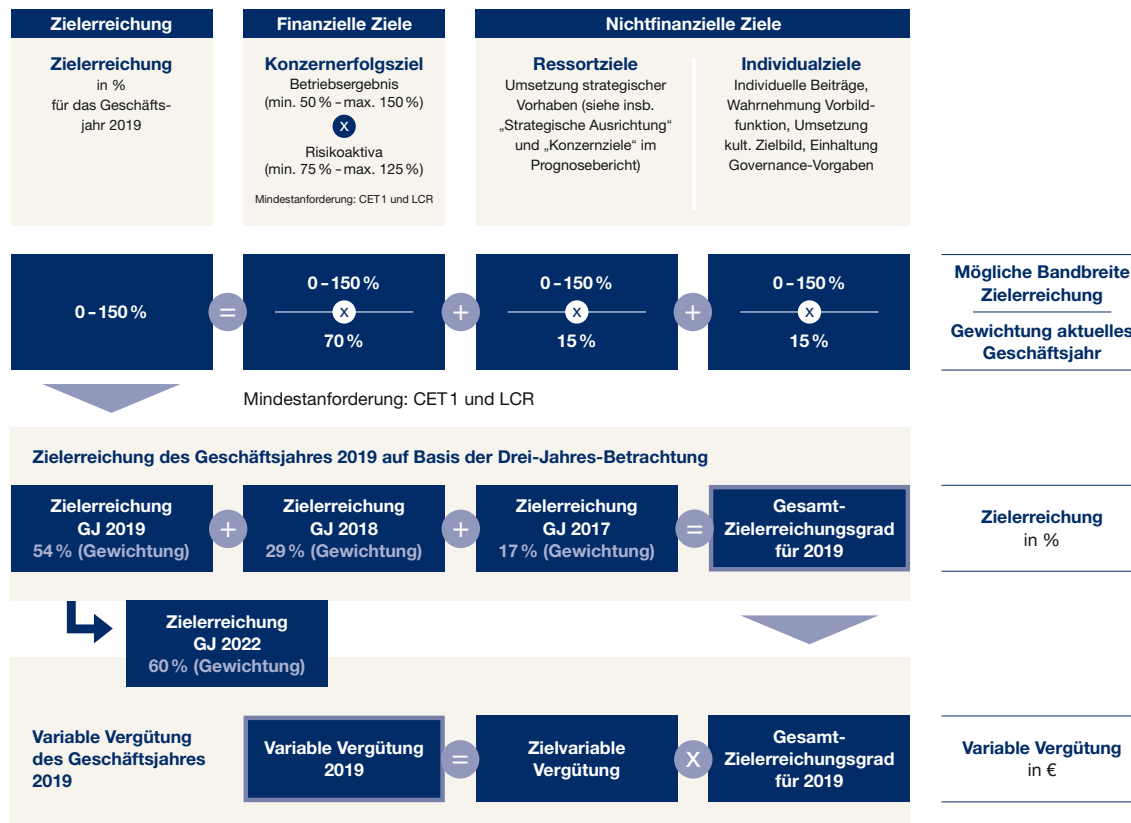 Zielerreichung
Finanzielle Ziele
Nichtfinanzielle Ziele
Zielerreichung
in %
für das Geschäfts-
jahr 2019
Konzernerfolgsziel
Betriebsergebnis
(min. 50 % – max. 150 %)
x
Risikoaktiva
(min. 75 % – max. 125 %)
Mindestanforderung: CET1 und LCR
Ressortziele
Umsetzung strategischer
Vorhaben (siehe insb.
„Strategische Ausrichtung“
und „Konzernziele“ im
Prognosebericht)
Individualziele
Individuelle Beiträge,
Wahrnehmung Vorbild-
funktion, Umsetzung
kult. Zielbild, Einhaltung
Governance-Vorgaben
0 – 150 %
=
0 – 150 %
x
70 %
+
0 – 150 %
x
15 %
+
0 – 150 %
x
15 %
Mögliche Bandbreite
Zielerreichung
Gewichtung aktuelles
Geschäftsjahr
Mindestanforderung: CET1 und LCR
Zielerreichung des Geschäftsjahres 2019 auf Basis der Drei-Jahres-Betrachtung
Zielerreichung
GJ 2019
54 % (Gewichtung)
+
Zielerreichung
GJ 2018
29 % (Gewichtung)
+
Zielerreichung
GJ 2017
17 % (Gewichtung)
=
Gesamt-
Zielerreichungsgrad
für 2019
Zielerreichung
in %
Zielerreichung
GJ 2022
60 % (Gewichtung)
Variable Vergütung
des Geschäftsjahres
2019
Variable Vergütung
2019
=
Zielvariable
Vergütung
x
Gesamt-
Zielerreichungsgrad
für 2019
Variable Vergütung
in €